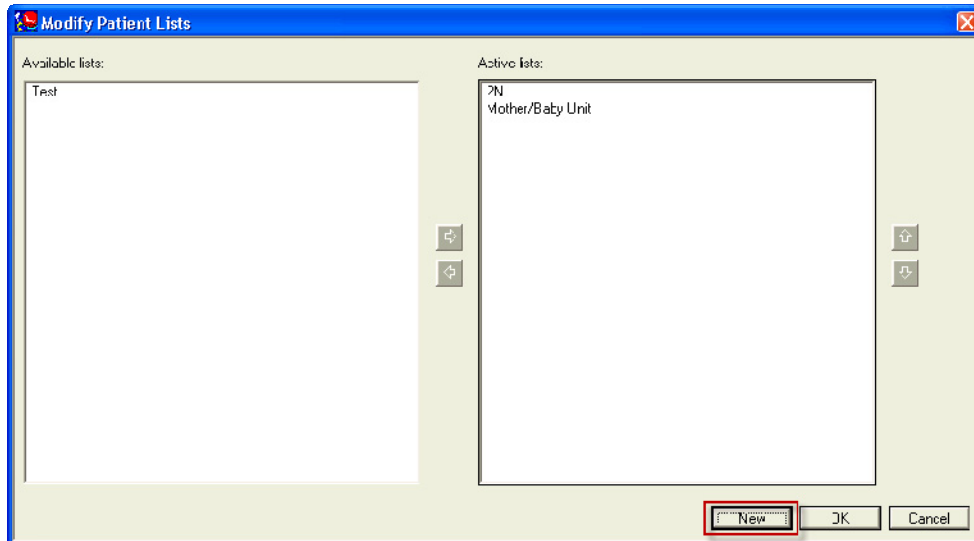 Modify Patient Lists
Available lists:
Active lists:
Test
2N
Mother/Baby Unit
New
OK
Cancel